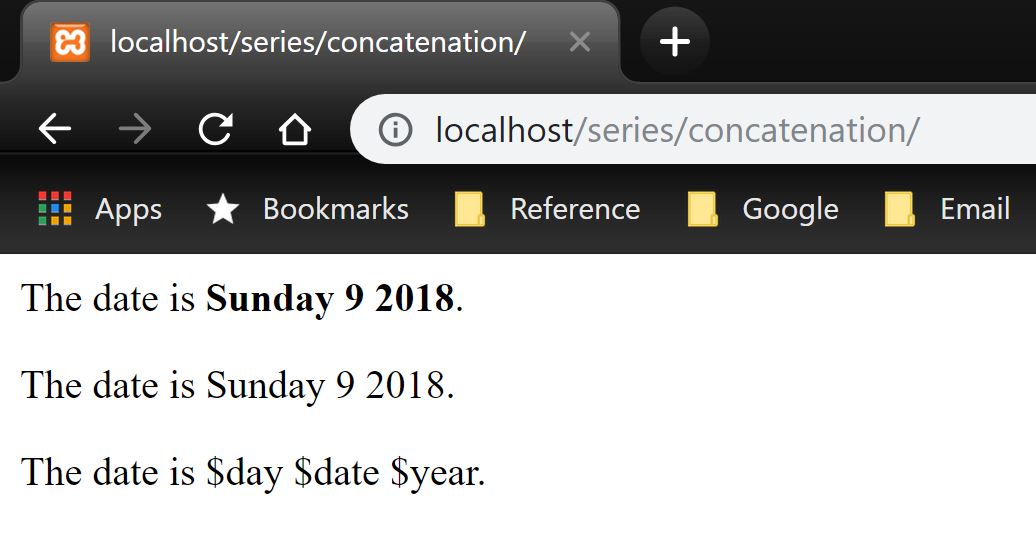 localhost/series/concatenation/
localhost/series/concatenation/
Apps Bookmarks Reference Google Email
The date is Sunday 9 2018.
The date is Sunday 9 2018.
The date is $day $date $year.